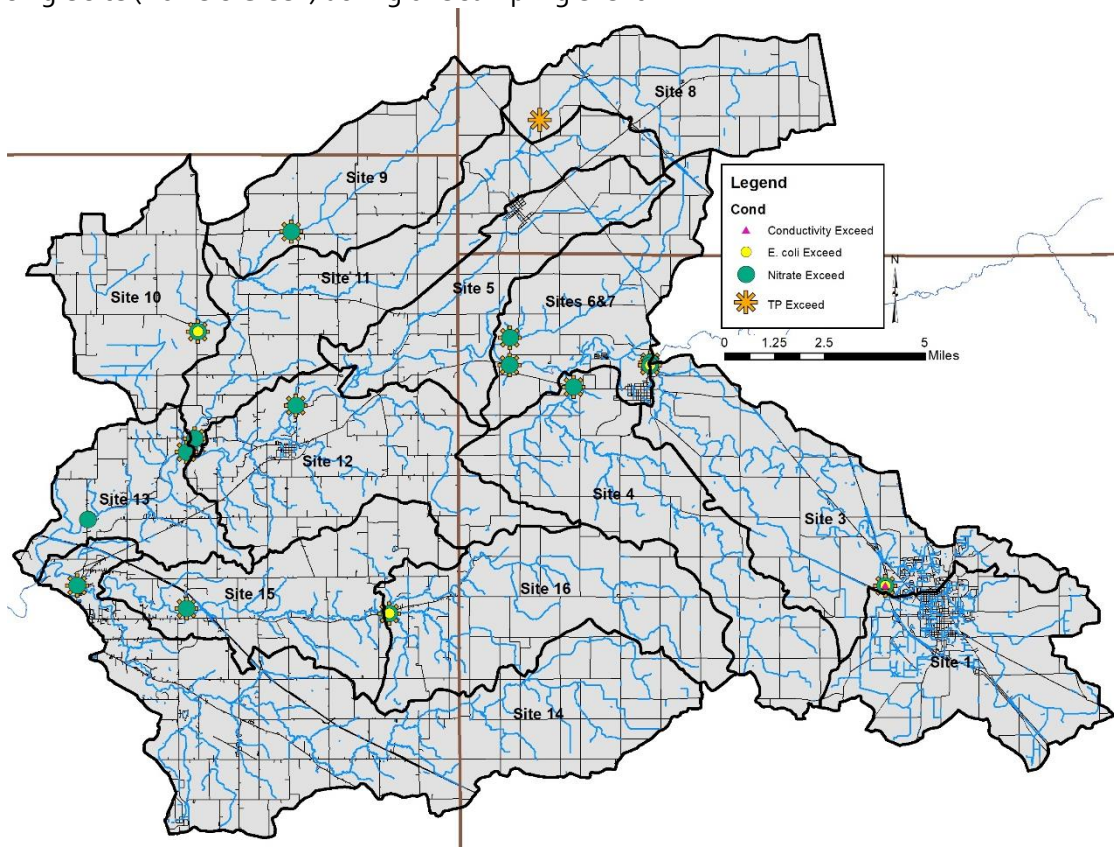 Site 8
Site 9
Legend
Cond
Conductivity Exceed
E. coli Exceed
Nitrate Exceed
TP Exceed
N
0 1.25 2.5 5
Miles
Site 11
Site 5
Site 10
Sites 6&7
Site 12
Site 4
Site 13
Site 3
Site 15
Site 16
Site 1
Site 14